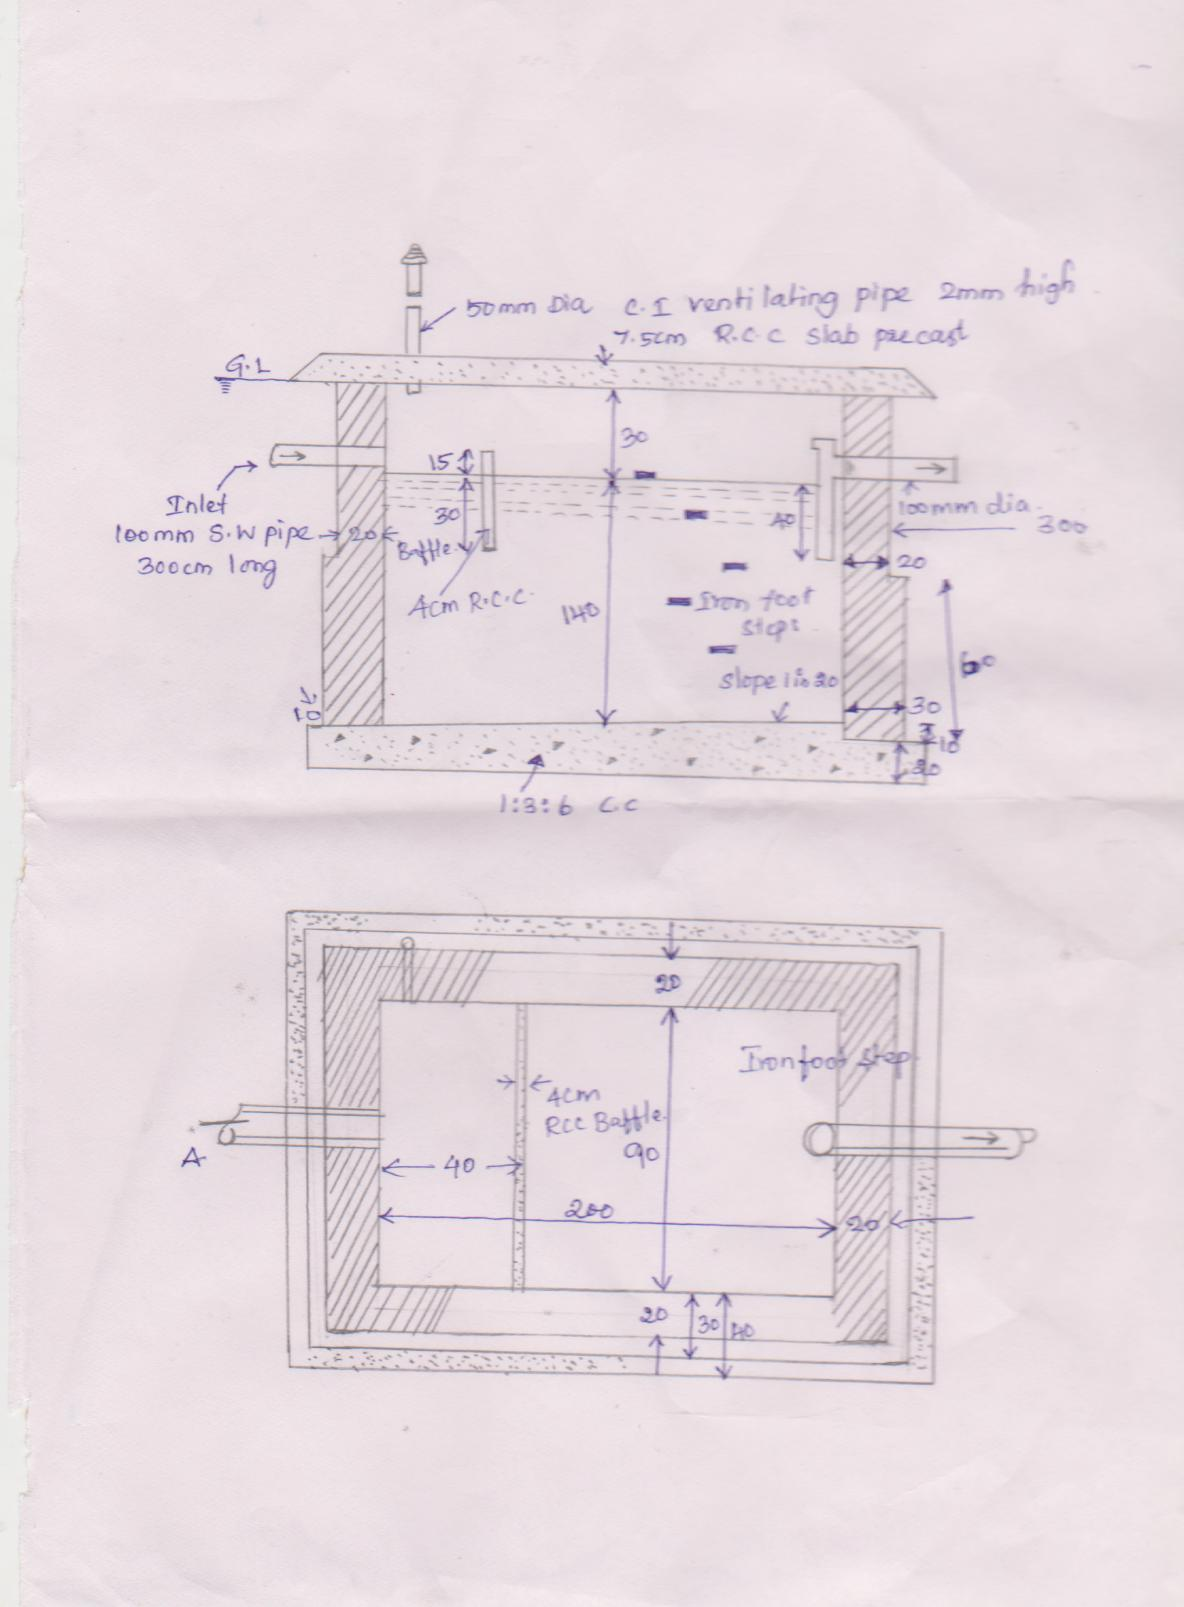 50mm Dia C.I ventilating pipe 2mm high
7.5cm R.C.C Slab precast
G.L
30
15
Inlet
100mm S.W pipe
300cm long
20
30
Baffle
4cm R.C.C.
40
100mm dia.
300
20
140
Iron foot
steps
60
Slope 1 in 20
10
30
10
20
1:3:6 C.C
20
Iron foot step
4cm
RCC Baffle.
90
A
40
200
20
20
30
40